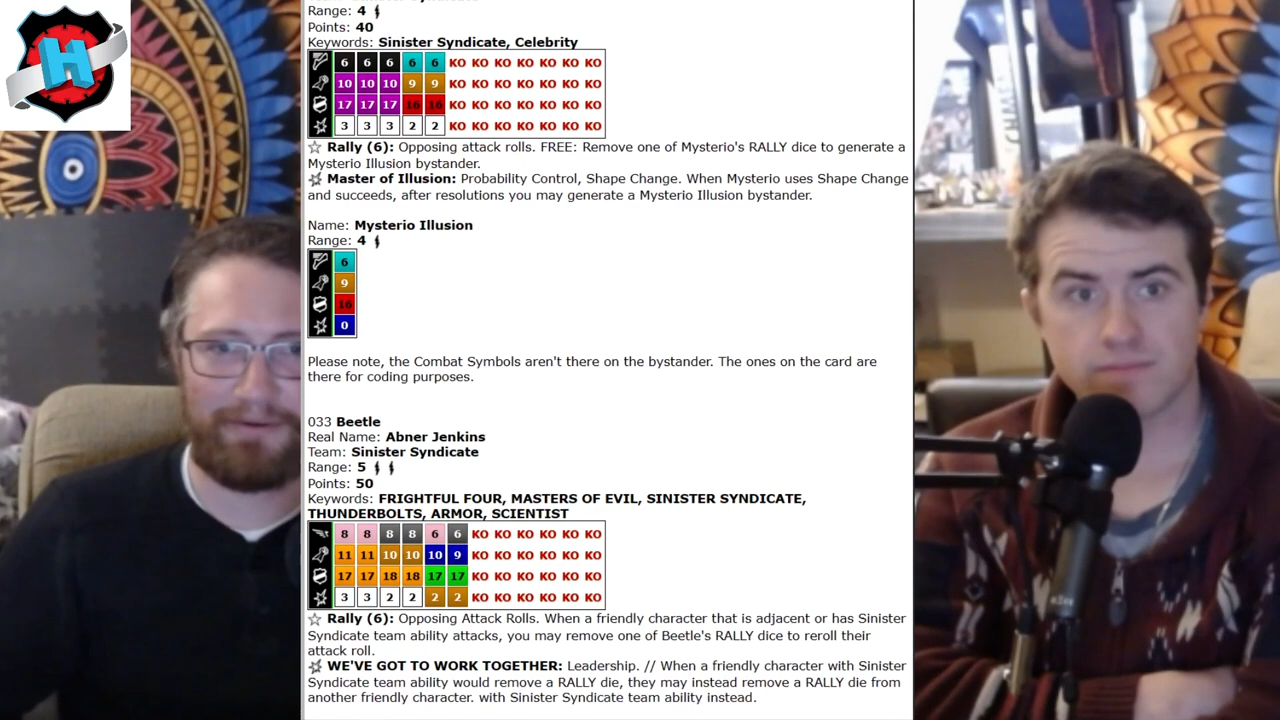 H
Range: 4
Points: 40
Keywords: Sinister Syndicate, Celebrity
6 6 6 6 6 KO KO KO KO KO KO KO
10 10 10 9 9 KO KO KO KO KO KO KO
17 17 17 16 16 KO KO KO KO KO KO KO
3 3 3 2 2 KO KO KO KO KO KO KO
Rally (6): Opposing attack rolls. FREE: Remove one of Mysterio's RALLY dice to generate a
Mysterio Illusion bystander.
Master of Illusion: Probability Control, Shape Change. When Mysterio uses Shape Change
and succeeds, after resolutions you may generate a Mysterio Illusion bystander.
Name: Mysterio Illusion
Range: 4
6
9
16
0
Please note, the Combat Symbols aren't there on the bystander. The ones on the card are
there for coding purposes.
033 Beetle
Real Name: Abner Jenkins
Team: Sinister Syndicate
Range: 5
Points: 50
Keywords: FRIGHTFUL FOUR, MASTERS OF EVIL, SINISTER SYNDICATE,
THUNDERBOLTS, ARMOR, SCIENTIST
8 8 8 8 6 6 KO KO KO KO KO KO
11 11 10 10 10 9 KO KO KO KO KO KO
17 17 18 18 17 17 KO KO KO KO KO KO
3 3 2 2 2 2 KO KO KO KO KO KO
Rally (6): Opposing Attack Rolls. When a friendly character that is adjacent or has Sinister
Syndicate team ability attacks, you may remove one of Beetle's RALLY dice to reroll their
attack roll.
WE'VE GOT TO WORK TOGETHER: Leadership. // When a friendly character with Sinister
Syndicate team ability would remove a RALLY die, they may instead remove a RALLY die from
another friendly character. with Sinister Syndicate team ability instead.